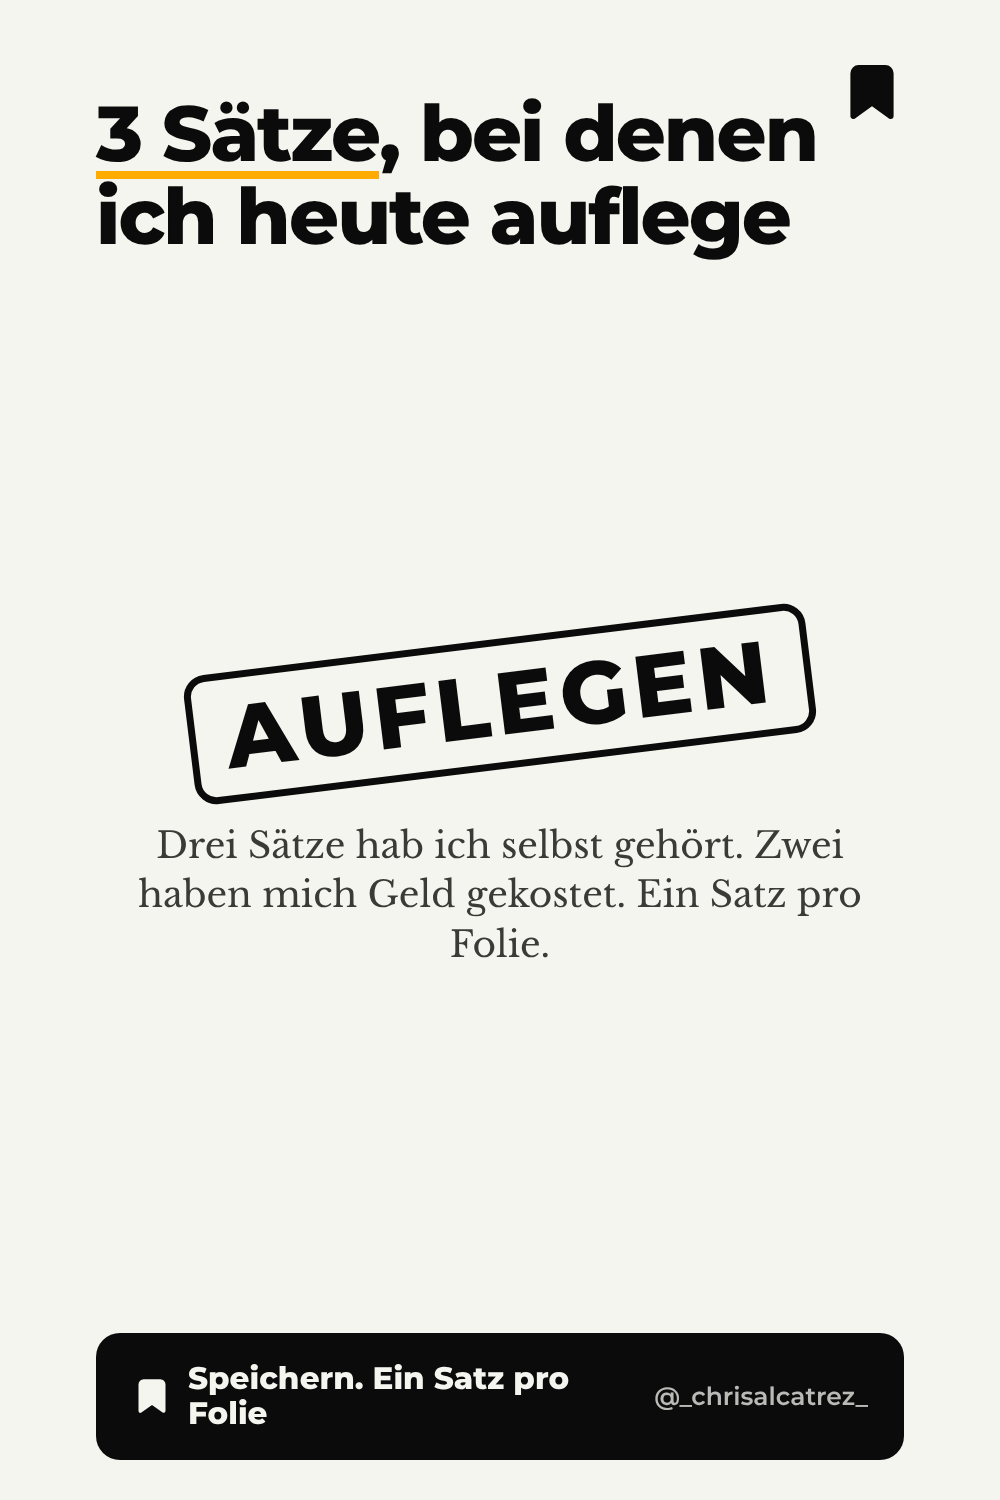 3 Sätze, bei denen
ich heute auflege
AUFLEGEN
Drei Sätze hab ich selbst gehört. Zwei
haben mich Geld gekostet. Ein Satz pro
Folie.
Speichern. Ein Satz pro
Folie
@_chrisalcatrez_